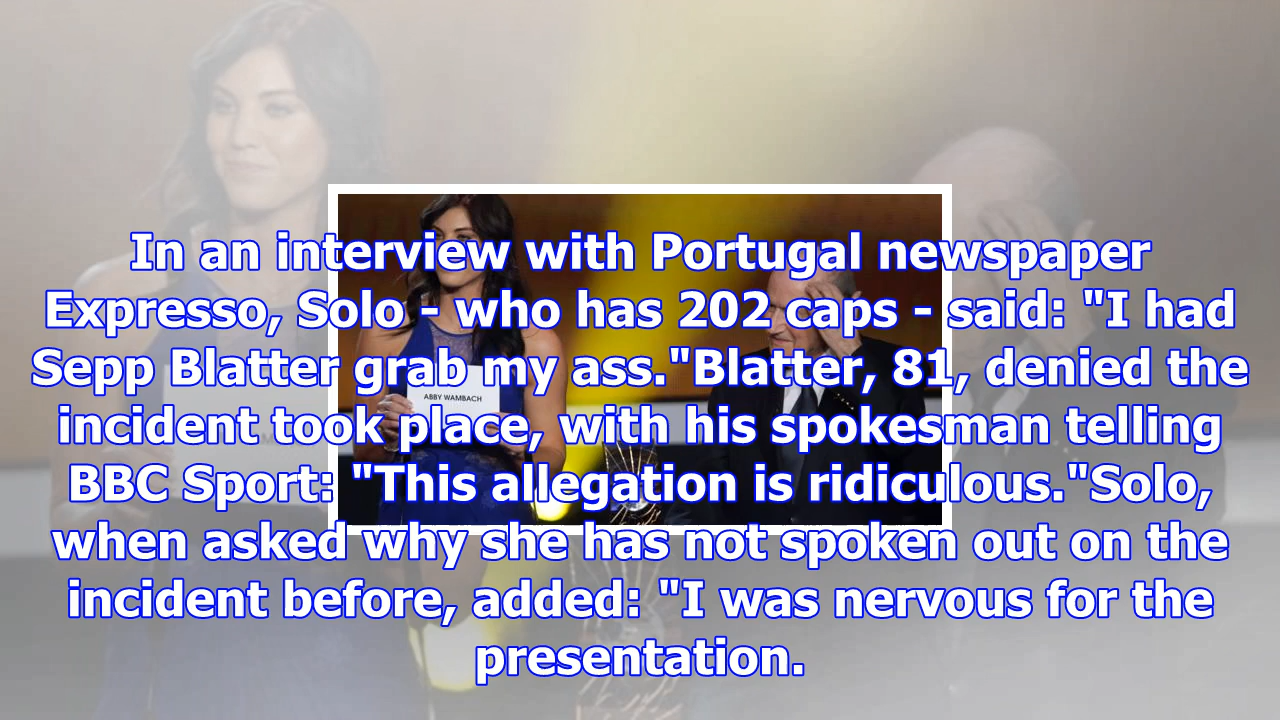 In an interview with Portugal newspaper
Expresso, Solo - who has 202 caps - said: "I had
Sepp Blatter grab my ass."Blatter, 81, denied the
ABBY WAMBACH
incident took place, with his spokesman telling
BBC Sport: "This allegation is ridiculous."Solo,
when asked why she has not spoken out on the
incident before, added: "I was nervous for the
presentation.